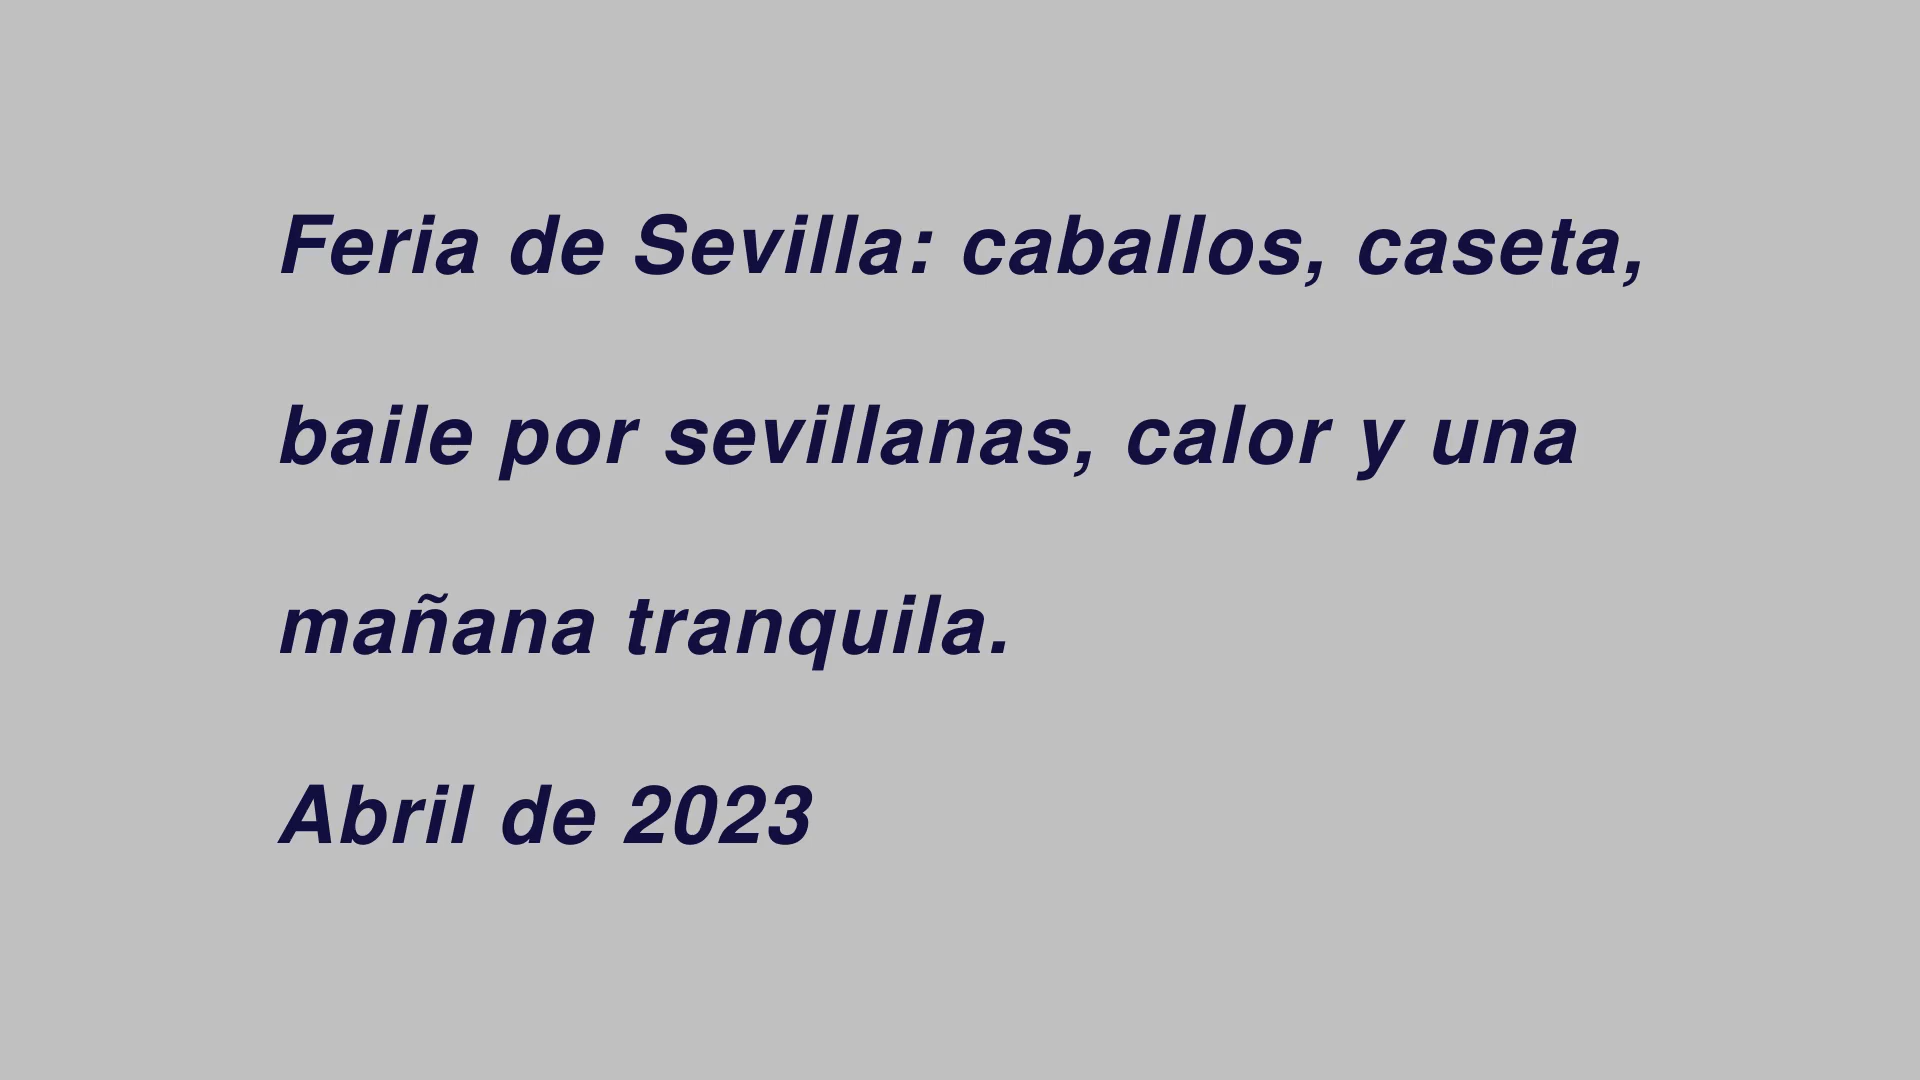 Feria de Sevilla: caballos, caseta,
baile por sevillanas, calor y una
mañana tranquila.
Abril de 2023